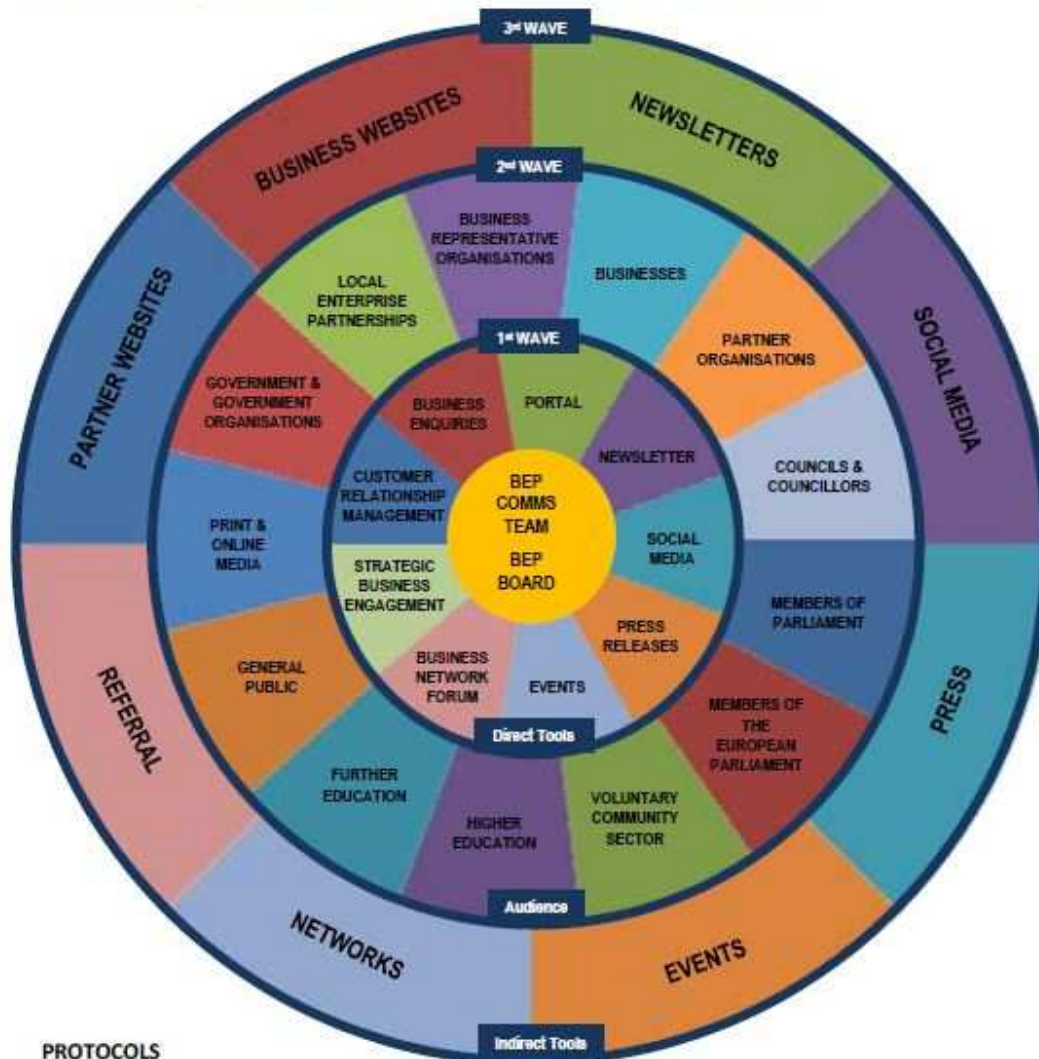 3rd WAVE
BUSINESS WEBSITES
NEWSLETTERS
SOCIAL MEDIA
PRESS
EVENTS
NETWORKS
REFERRAL
PARTNER WEBSITES
Indirect Tools
2nd WAVE
BUSINESS
REPRESENTATIVE
ORGANISATIONS
BUSINESSES
PARTNER
ORGANISATIONS
COUNCILS &
COUNCILLORS
MEMBERS OF
PARLIAMENT
MEMBERS OF
THE
EUROPEAN
PARLIAMENT
VOLUNTARY
COMMUNITY
SECTOR
HIGHER
EDUCATION
FURTHER
EDUCATION
GENERAL
PUBLIC
PRINT &
ONLINE
MEDIA
GOVERNMENT &
GOVERNMENT
ORGANISATIONS
LOCAL
ENTERPRISE
PARTNERSHIPS
Audience
1st WAVE
PORTAL
NEWSLETTER
SOCIAL
MEDIA
PRESS
RELEASES
EVENTS
BUSINESS
NETWORK
FORUM
STRATEGIC
BUSINESS
ENGAGEMENT
CUSTOMER
RELATIONSHIP
MANAGEMENT
BUSINESS
ENQUIRIES
Direct Tools
BEP
COMMS
TEAM
BEP
BOARD
PROTOCOLS